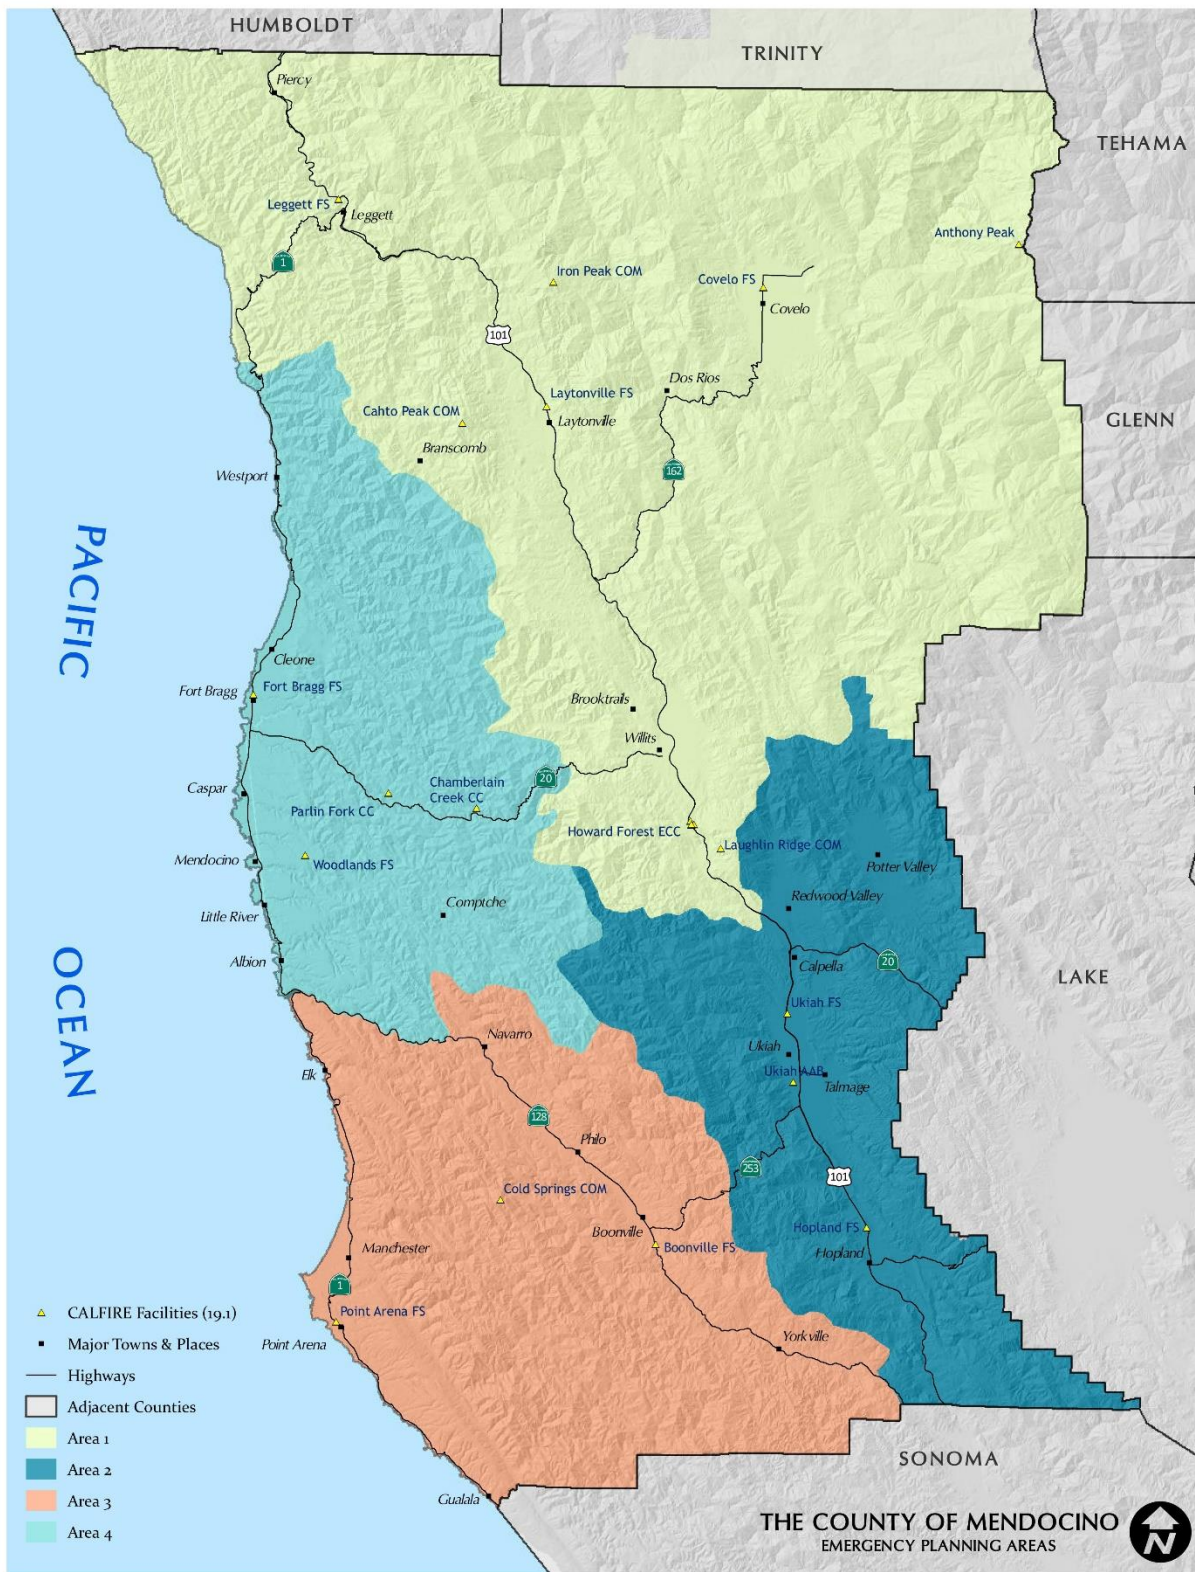 HUMBOLDT
TRINITY
TEHAMA
GLENN
LAKE
SONOMA
Piercy
Leggett FS
Leggett
1
Anthony Peak
Iron Peak COM
Covelo FS
Covelo
101
Dos Rios
Laytonville FS
Laytonville
Cahto Peak COM
Branscomb
162
Westport
PACIFIC
OCEAN
Cleone
Fort Bragg
Fort Bragg FS
Brooktrails
Willits
20
Caspar
Parlin Fork CC
Chamberlain
Creek CC
Howard Forest ECC
Laughlin Ridge COM
Mendocino
Woodlands FS
Potter Valley
Redwood Valley
Little River
Comptche
Albion
Calpella
20
Ukiah FS
Navarro
Ukiah
Ukiah AAB
Talmage
Elk
128
Philo
253
101
Cold Springs COM
Boonville
Boonville FS
Hopland FS
Hopland
Manchester
1
Point Arena FS
Point Arena
Yorkville
Gualala
CALFIRE Facilities (19.1)
Major Towns & Places
Highways
Adjacent Counties
Area 1
Area 2
Area 3
Area 4
THE COUNTY OF MENDOCINO
EMERGENCY PLANNING AREAS
N